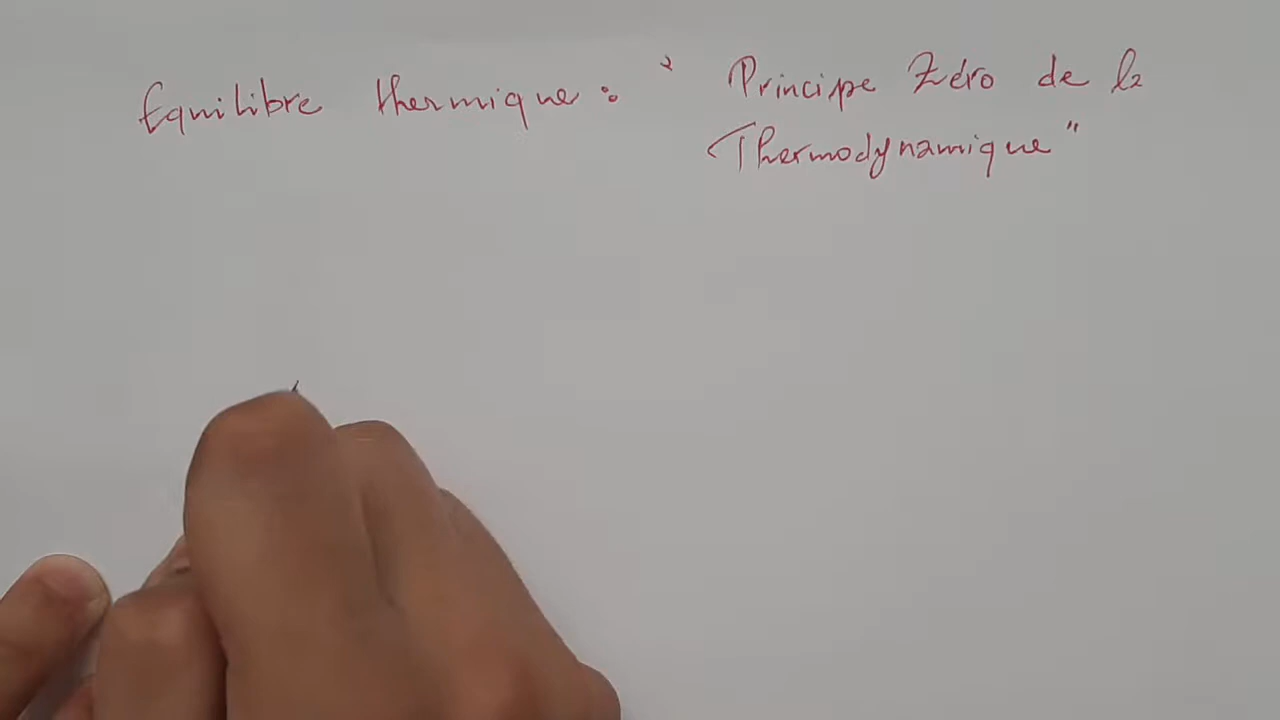 Equilibre thermique : " Principe Zéro de la
Thermodynamique "